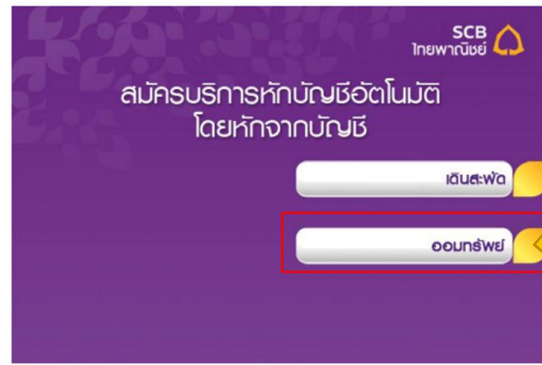 SCB
ไทยพาณิชย์
สมัครบริการหักบัญชีอัตโนมัติ
โดยหักจากบัญชี
เดินสะพัด
ออมทรัพย์